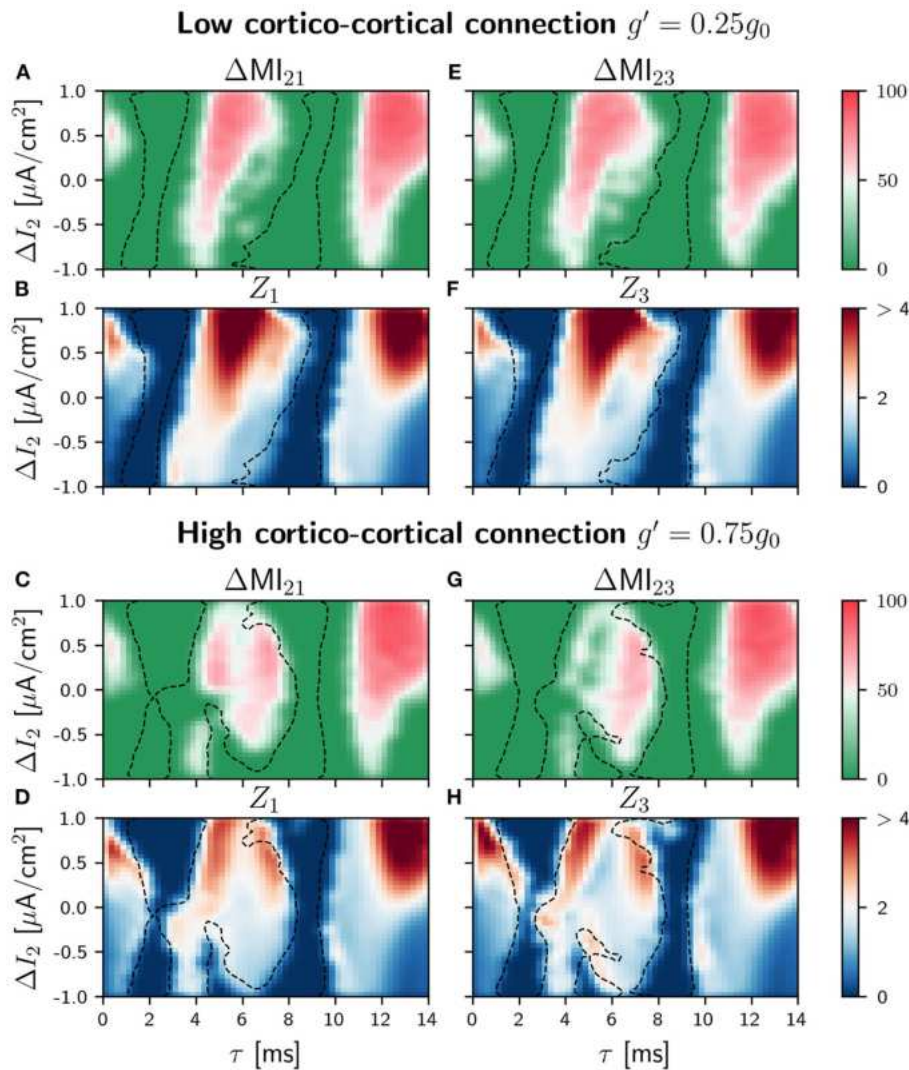 Low cortico-cortical connection g′ = 0.25g₀
A ΔMI₂₁ E ΔMI₂₃
ΔI₂ [μA/cm²] 1.0 0.5 0.0 -0.5 -1.0 100 50 0
B Z₁ F Z₃
ΔI₂ [μA/cm²] 1.0 0.5 0.0 -0.5 -1.0 > 4 2 0
High cortico-cortical connection g′ = 0.75g₀
C ΔMI₂₁ G ΔMI₂₃
ΔI₂ [μA/cm²] 1.0 0.5 0.0 -0.5 -1.0 100 50 0
D Z₁ H Z₃
ΔI₂ [μA/cm²] 1.0 0.5 0.0 -0.5 -1.0 > 4 2 0
0 2 4 6 8 10 12 14 0 2 4 6 8 10 12 14
τ [ms] τ [ms]